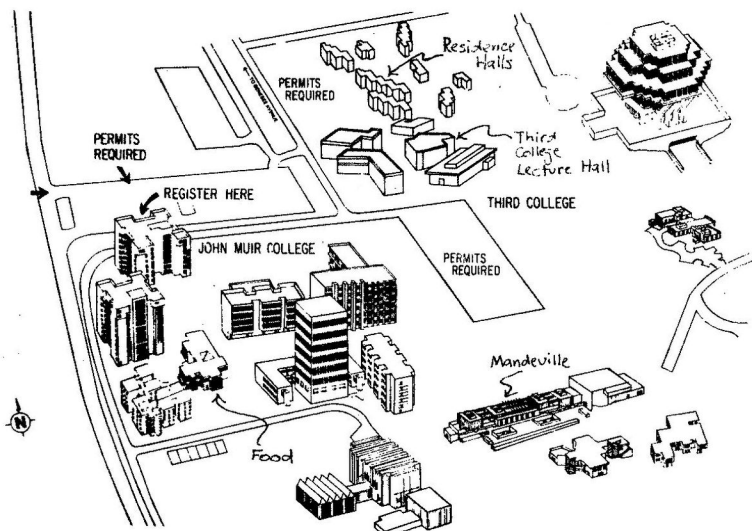 Residence
Halls
PERMITS
REQUIRED
PERMITS
REQUIRED
Third
College
Lecture Hall
REGISTER HERE
THIRD COLLEGE
JOHN MUIR COLLEGE
PERMITS
REQUIRED
Mandeville
N
Food